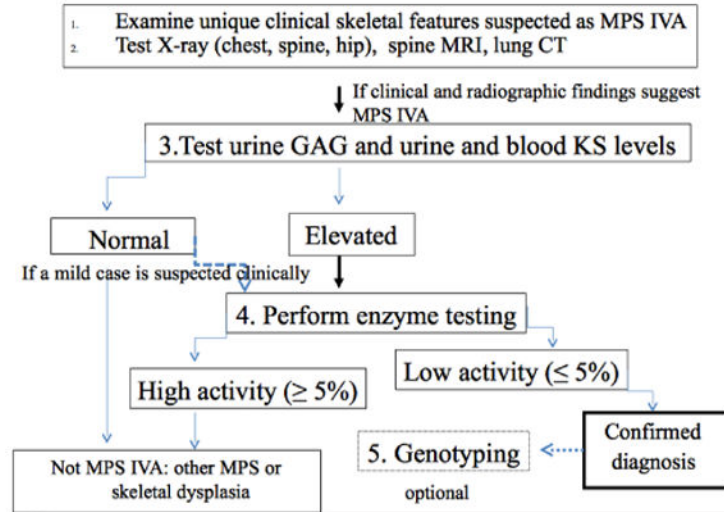 1. Examine unique clinical skeletal features suspected as MPS IVA
2. Test X-ray (chest, spine, hip), spine MRI, lung CT
If clinical and radiographic findings suggest
MPS IVA
3.Test urine GAG and urine and blood KS levels
Normal
Elevated
If a mild case is suspected clinically
4. Perform enzyme testing
High activity (≥ 5%)
Low activity (≤ 5%)
Not MPS IVA: other MPS or
skeletal dysplasia
5. Genotyping
optional
Confirmed
diagnosis